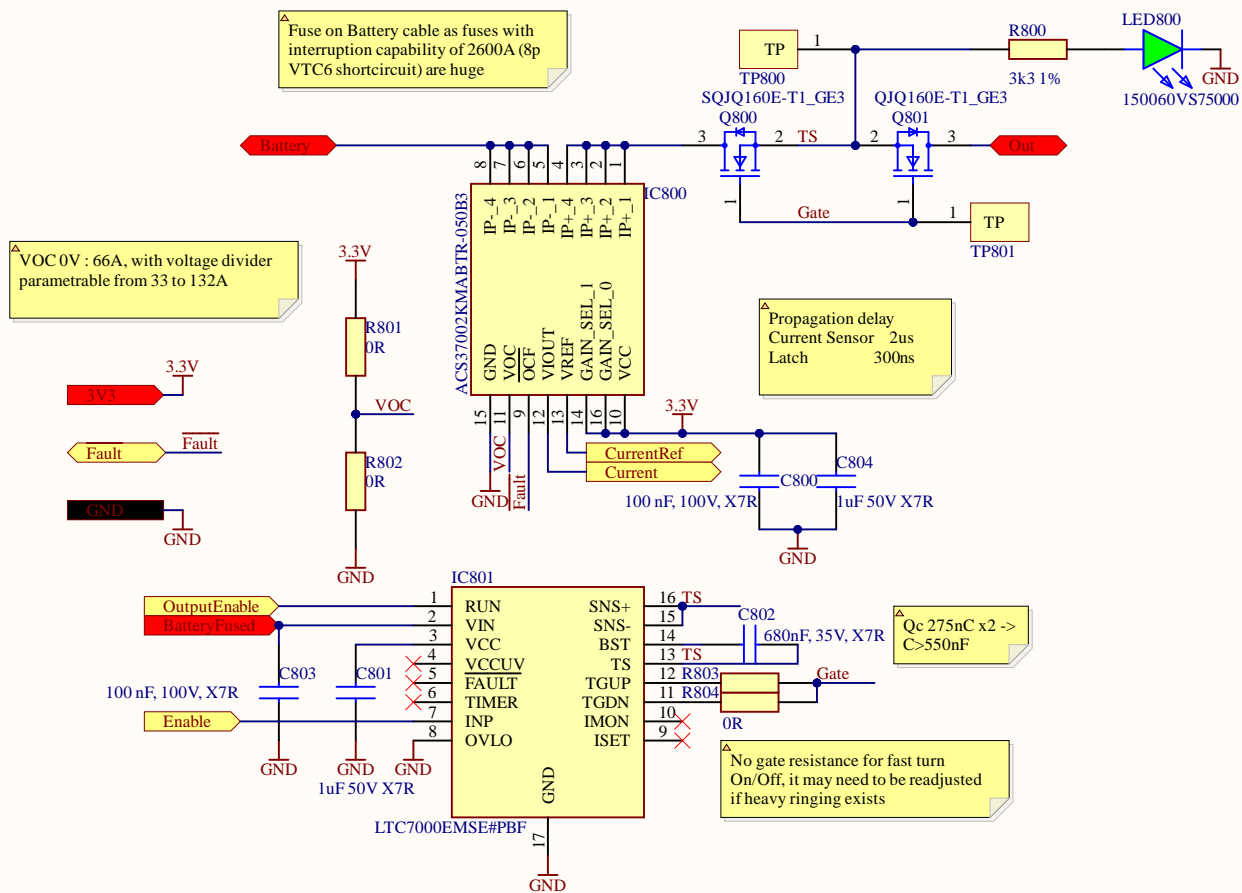 Fuse on Battery cable as fuses with
interruption capability of 2600A (8p
VTC6 shortcircuit) are huge
TP
1
TP800
R800
3k3 1%
LED800
GND
150060VS75000
SQJQ160E-T1_GE3
Q800
QJQ160E-T1_GE3
Q801
Battery
3
2
TS
2
3
Out
1
1
Gate
1
TP
TP801
8
7
6
5
4
3
2
1
IC800
IP-_4
IP-_3
IP-_2
IP-_1
IP+_4
IP+_3
IP+_2
IP+_1
ACS37002KMABTR-050B3
GND
VOC
OCF
VIOUT
VREF
GAIN_SEL_1
GAIN_SEL_0
VCC
15
11
9
12
13
14
16
10
VOC
Fault
GND
3.3V
CurrentRef
Current
C800
100 nF, 100V, X7R
C804
1uF 50V X7R
GND
VOC 0V : 66A, with voltage divider
parametrable from 33 to 132A
3.3V
R801
0R
VOC
R802
0R
GND
Propagation delay
Current Sensor 2us
Latch 300ns
3.3V
3V3
Fault
Fault
GND
GND
IC801
OutputEnable
BatteryFused
Enable
1
2
3
4
5
6
7
8
RUN
VIN
VCC
VCCUV
FAULT
TIMER
INP
OVLO
SNS+
SNS-
BST
TS
TGUP
TGDN
IMON
ISET
GND
16
15
14
13
12
11
10
9
17
TS
C802
680nF, 35V, X7R
TS
R803
R804
0R
Gate
C803
100 nF, 100V, X7R
C801
1uF 50V X7R
GND
GND
GND
LTC7000EMSE#PBF
GND
Qc 275nC x2 ->
C>550nF
No gate resistance for fast turn
On/Off, it may need to be readjusted
if heavy ringing exists